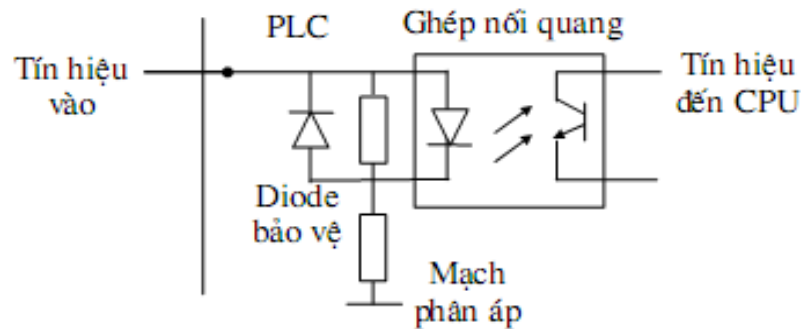 PLC
Ghép nối quang
Tín hiệu
vào
Tín hiệu
đến CPU
Diode
bảo vệ
Mạch
phân áp